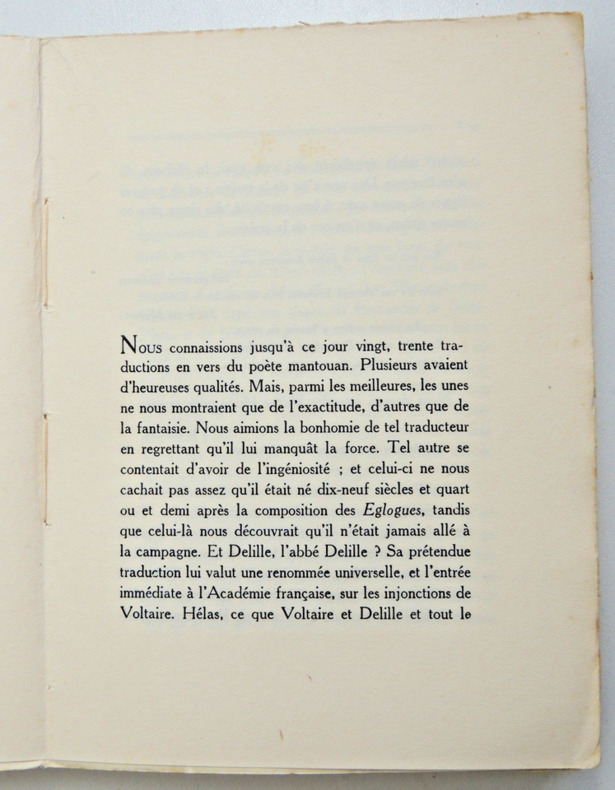 NOUS connaissions jusqu'à ce jour vingt, trente tra-
ductions en vers du poète mantouan. Plusieurs avaient
d'heureuses qualités. Mais, parmi les meilleures, les unes
ne nous montraient que de l'exactitude, d'autres que de
la fantaisie. Nous aimions la bonhomie de tel traducteur
en regrettant qu'il lui manquât la force. Tel autre se
contentait d'avoir de l'ingéniosité ; et celui-ci ne nous
cachait pas assez qu'il était né dix-neuf siècles et quart
ou et demi après la composition des Eglogues, tandis
que celui-là nous découvrait qu'il n'était jamais allé à
la campagne. Et Delille, l'abbé Delille ? Sa prétendue
traduction lui valut une renommée universelle, et l'entrée
immédiate à l'Académie française, sur les injonctions de
Voltaire. Hélas, ce que Voltaire et Delille et tout le